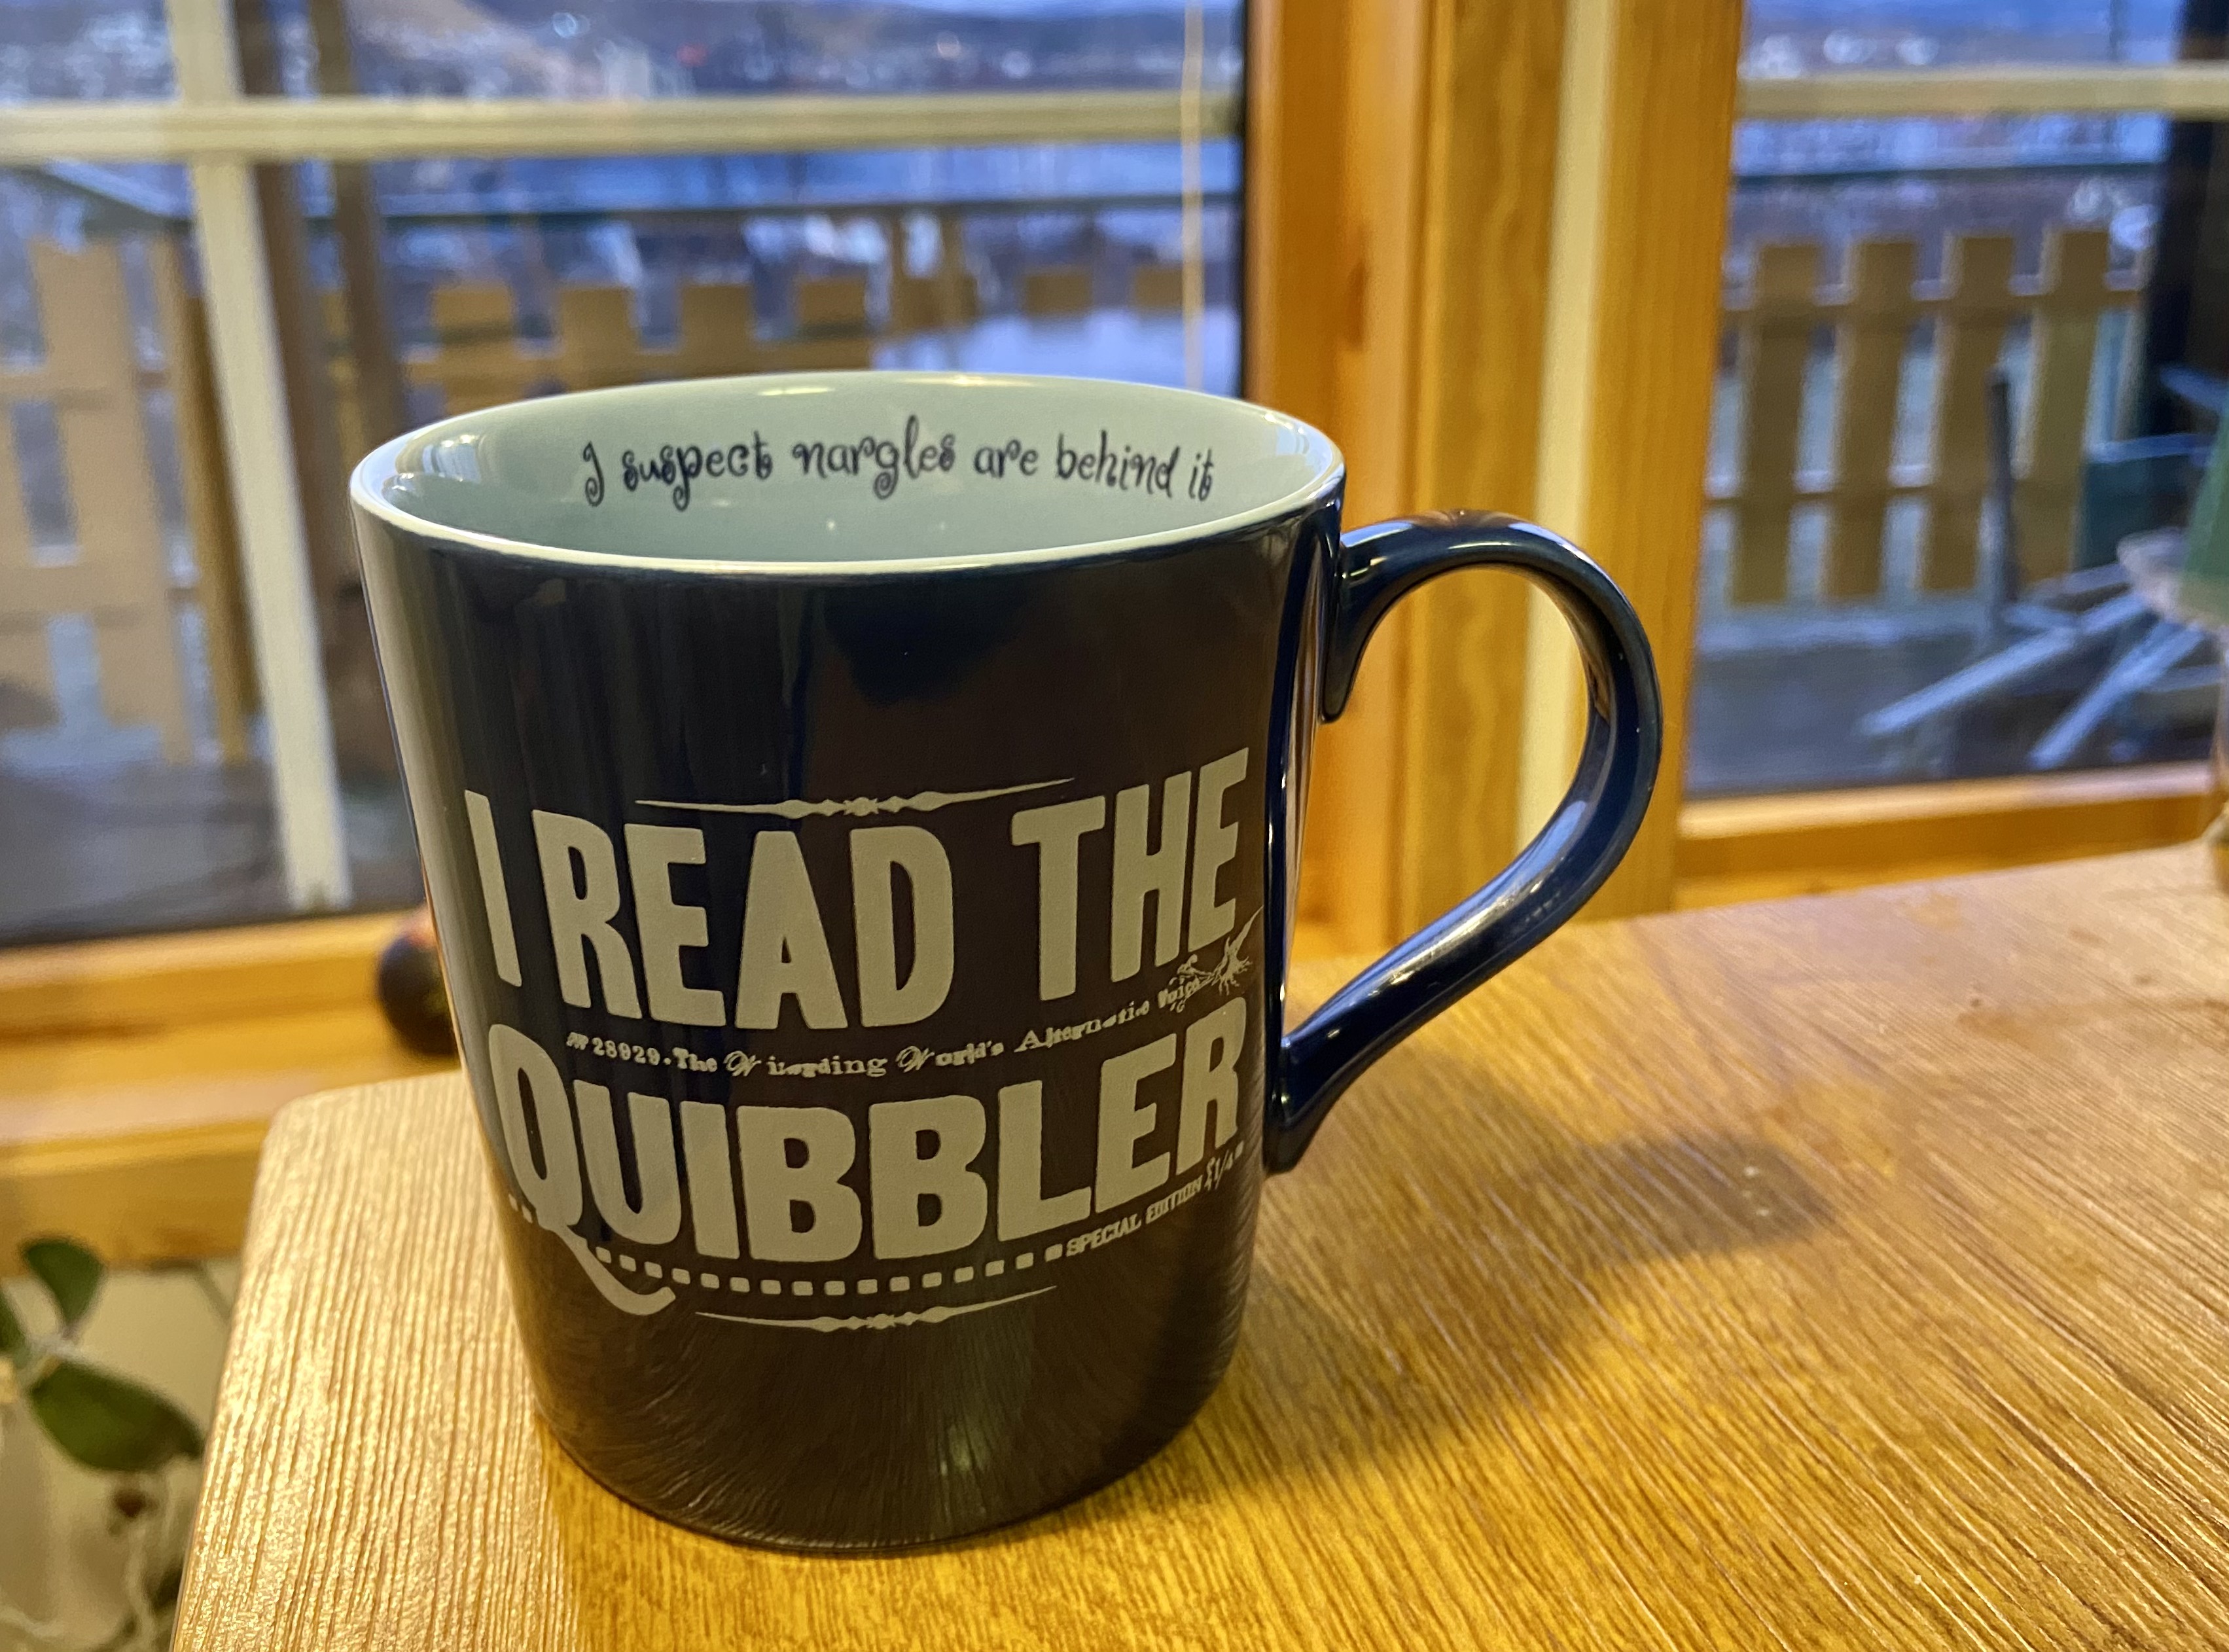 I suspect nargles are behind it
I READ THE
28929. The Wizarding World's Alternative Voice
QUIBBLER
SPECIAL EDITION